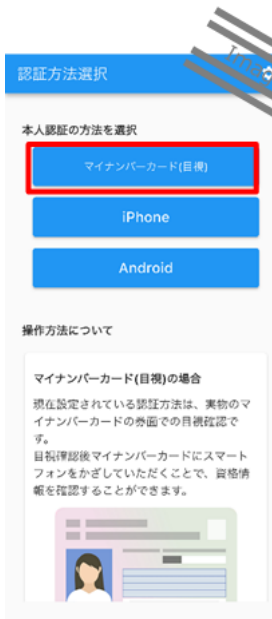 認証方法選択
本人認証の方法を選択
マイナンバーカード(目視)
iPhone
Android
操作方法について
マイナンバーカード(目視)の場合
現在設定されている認証方法は、実物のマ
イナンバーカードの券面での目視確認で
す。
目視確認後マイナンバーカードにスマート
フォンをかざしていただくことで、資格情
報を確認することができます。